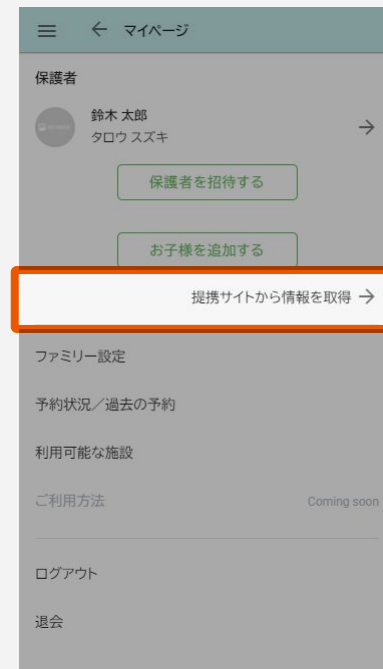 マイページ
保護者
鈴木 太郎
タロウ スズキ
保護者を招待する
お子様を追加する
提携サイトから情報を取得
ファミリー設定
予約状況／過去の予約
利用可能な施設
ご利用方法 Coming soon
ログアウト
退会